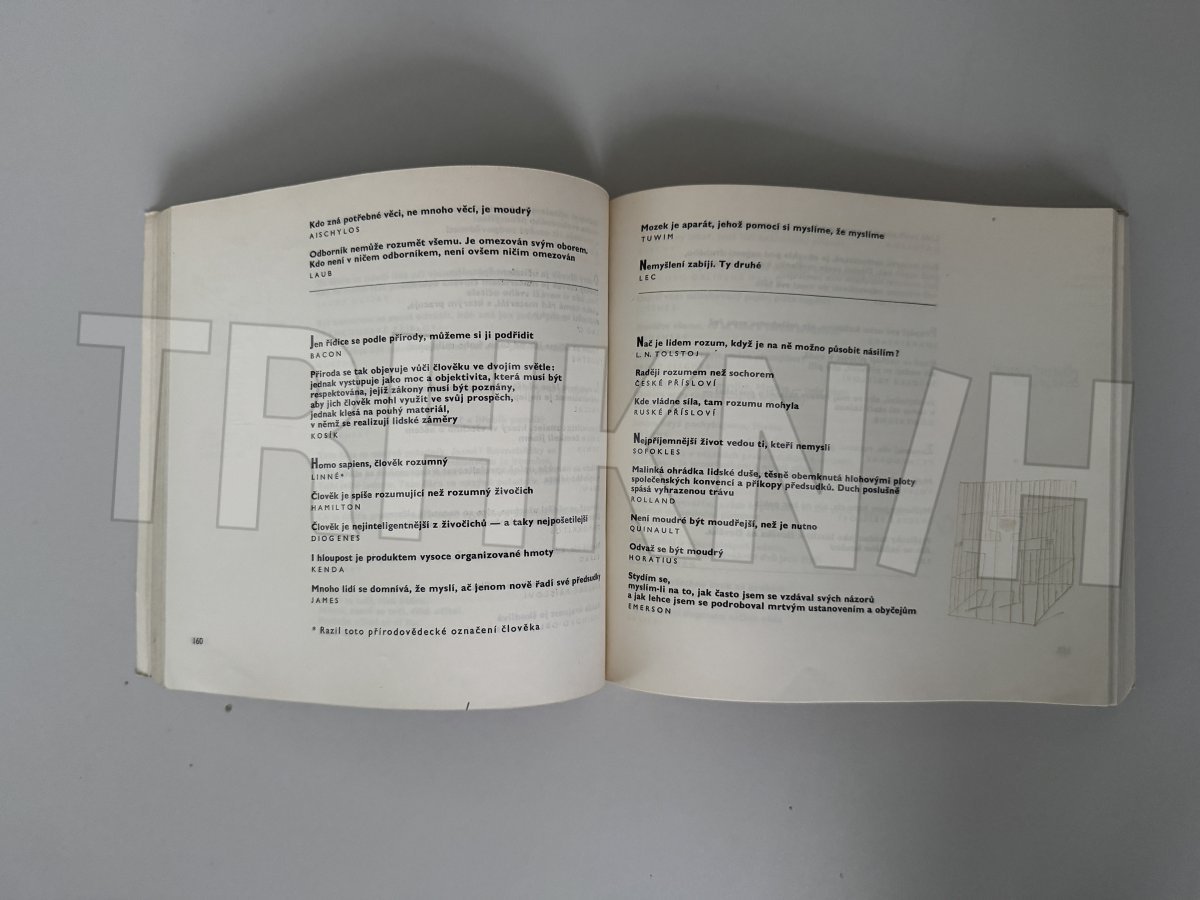 Kdo zná potřebné věci, ne mnoho věcí, je moudrý
AISCHYLOS
Odborník nemůže rozumět všemu. Je omezován svým oborem.
Kdo není v ničem odborníkem, není ovšem ničím omezován
LAUB
Jen řídíce se podle přírody, můžeme si ji podřídit
BACON
Příroda se tak objevuje vůči člověku ve dvojím světle:
jednak vystupuje jako moc a objektivita, která musí být
respektována, jejíž zákony musí být poznány,
aby jich člověk mohl využít ve svůj prospěch,
jednak klesá na pouhý materiál,
v němž se realizují lidské záměry
KOSÍK
Homo sapiens, člověk rozumný
LINNÉ*
Člověk je spíše rozumující než rozumný živočich
HAMILTON
Člověk je nejinteligentnější z živočichů — a taky nejpošetilejší
DIOGENES
I hloupost je produktem vysoce organizované hmoty
KENDA
Mnoho lidí se domnívá, že myslí, ač jenom nově řadí své předsudky
JAMES
* Razil toto přírodovědecké označení člověka
160
Mozek je aparát, jehož pomocí si myslíme, že myslíme
TUWIM
Nemyšlení zabíjí. Ty druhé
LEC
Nač je lidem rozum, když je na ně možno působit násilím?
L. N. TOLSTOJ
Raději rozumem než sochorem
ČESKÉ PŘÍSLOVÍ
Kde vládne síla, tam rozumu mohyla
RUSKÉ PŘÍSLOVÍ
Nejpříjemnější život vedou ti, kteří nemyslí
SOFOKLES
Malinká ohrádka lidské duše, těsně obemknutá hlohovými ploty
společenských konvencí a příkopy předsudků. Duch poslušně
spásá vyhrazenou trávu
ROLLAND
Není moudré být moudřejší, než je nutno
QUINAULT
Odvaž se být moudrý
HORATIUS
Stydím se,
myslím-li na to, jak často jsem se vzdával svých názorů
a jak lehce jsem se podroboval mrtvým ustanovením a obyčejům
EMERSON
TRHKNIH